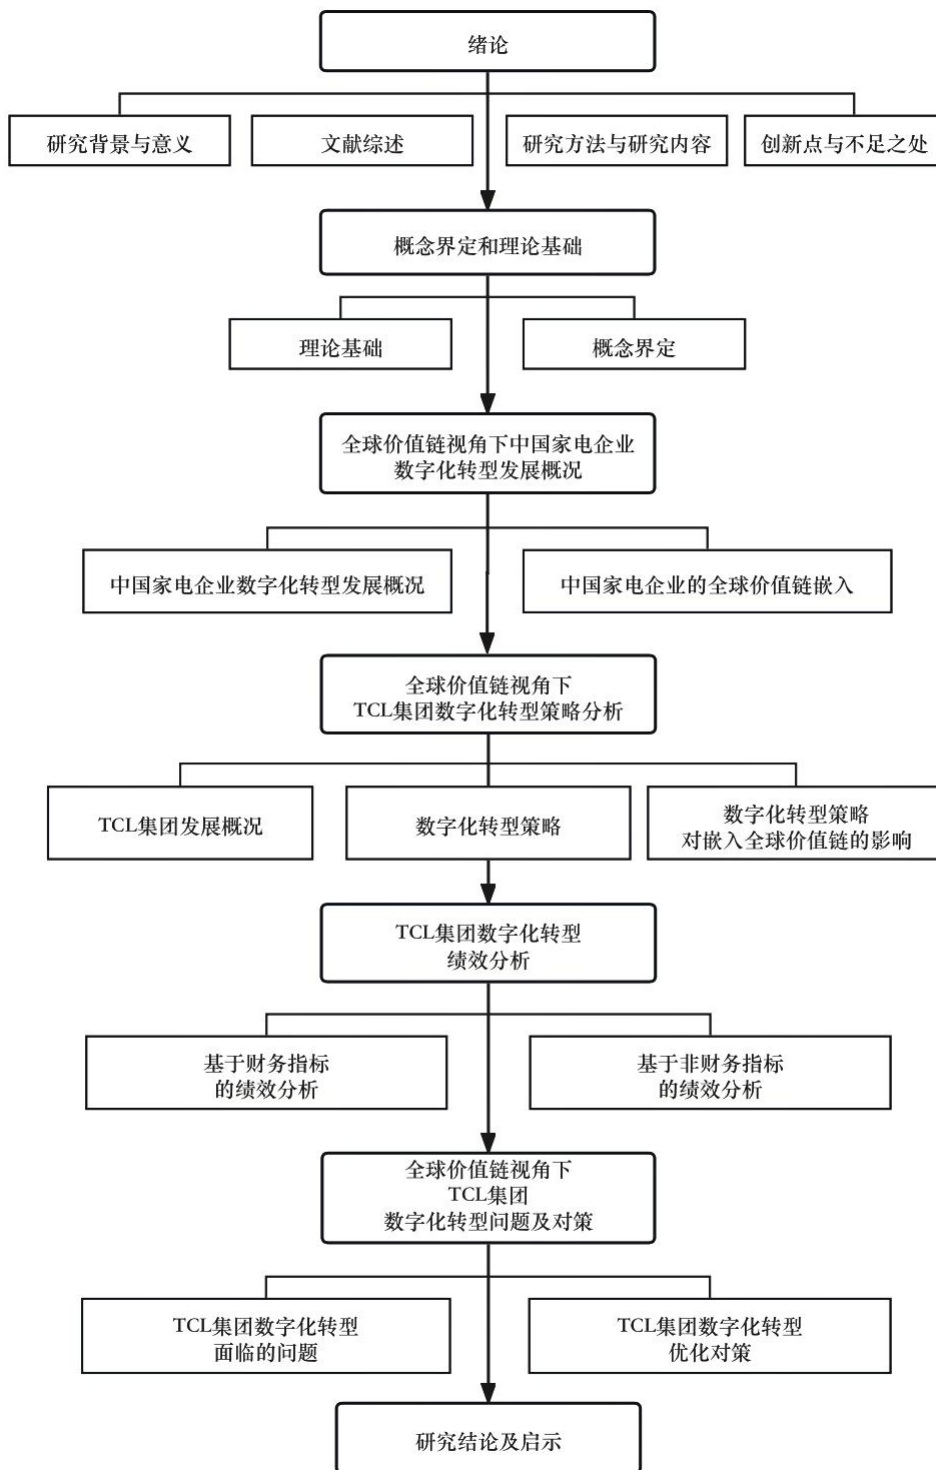 绪论
研究背景与意义
文献综述
研究方法与研究内容
创新点与不足之处
概念界定和理论基础
理论基础
概念界定
全球价值链视角下中国家电企业
数字化转型发展概况
中国家电企业数字化转型发展概况
中国家电企业的全球价值链嵌入
全球价值链视角下
TCL集团数字化转型策略分析
TCL集团发展概况
数字化转型策略
数字化转型策略
对嵌入全球价值链的影响
TCL集团数字化转型
绩效分析
基于财务指标
的绩效分析
基于非财务指标
的绩效分析
全球价值链视角下
TCL集团
数字化转型问题及对策
TCL集团数字化转型
面临的问题
TCL集团数字化转型
优化对策
研究结论及启示